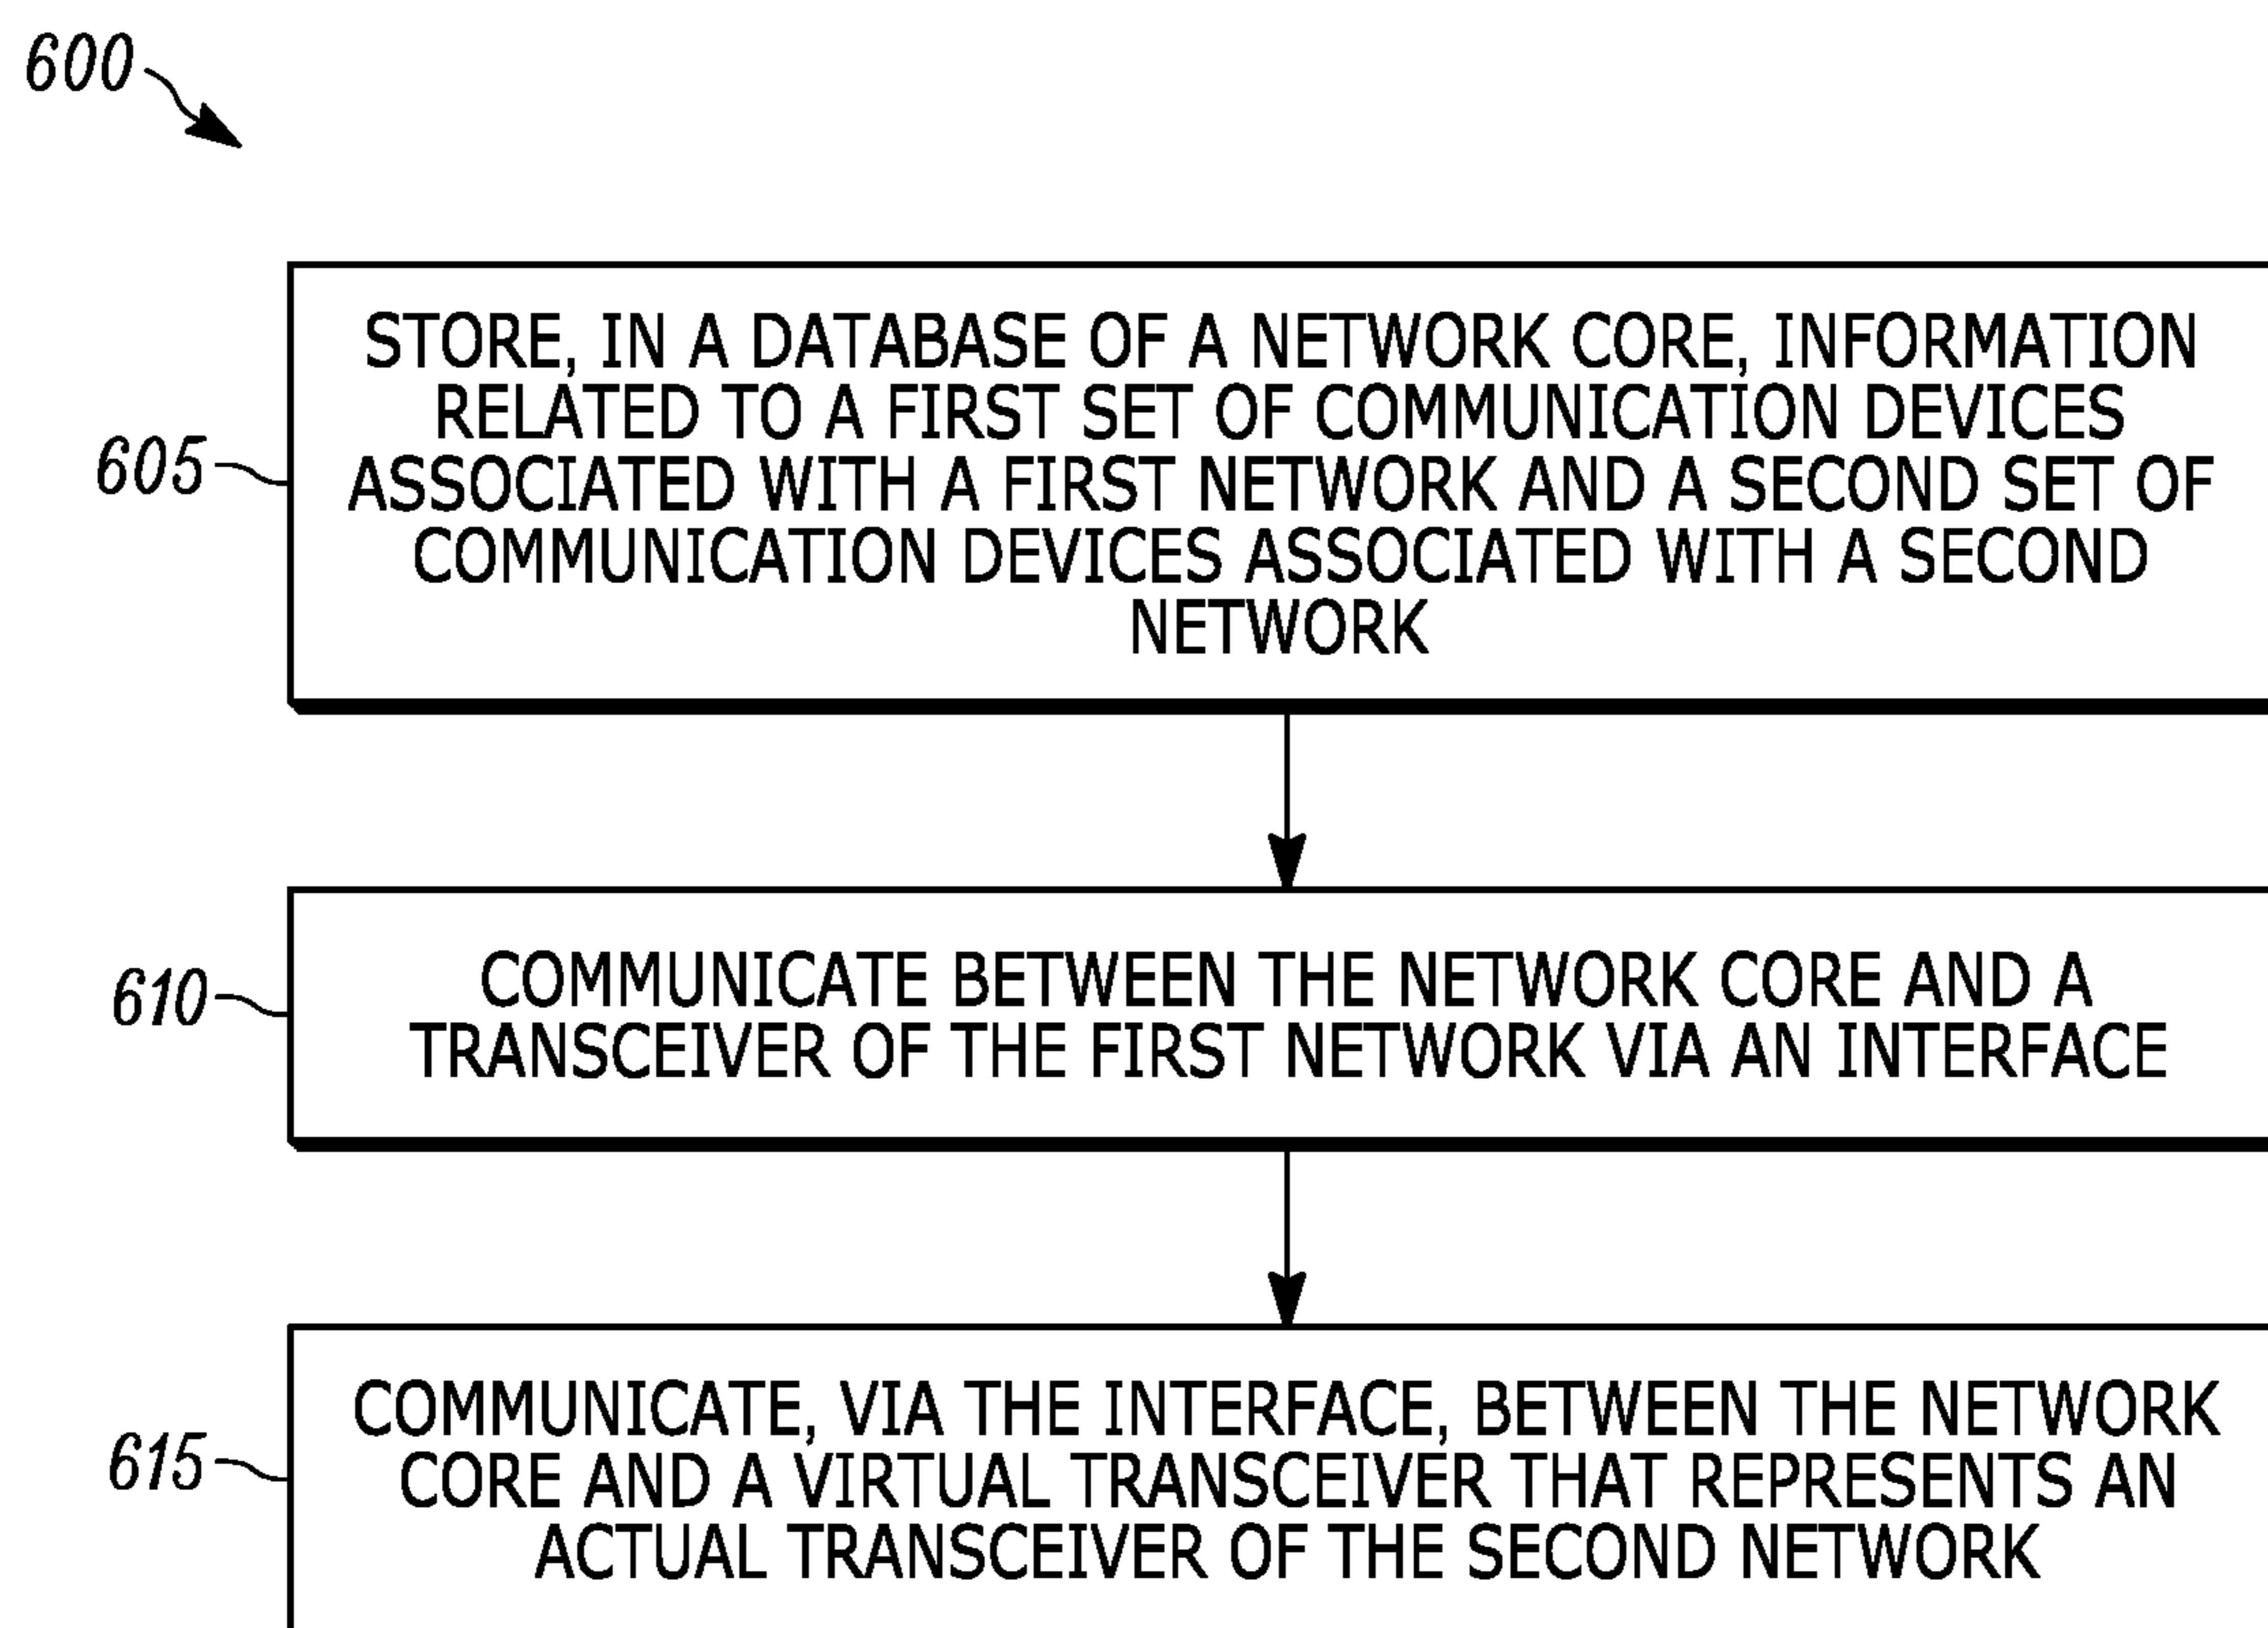 600
STORE, IN A DATABASE OF A NETWORK CORE, INFORMATION
RELATED TO A FIRST SET OF COMMUNICATION DEVICES
605
ASSOCIATED WITH A FIRST NETWORK AND A SECOND SET OF
COMMUNICATION DEVICES ASSOCIATED WITH A SECOND
NETWORK
610
COMMUNICATE BETWEEN THE NETWORK CORE AND A
TRANSCEIVER OF THE FIRST NETWORK VIA AN INTERFACE
615
COMMUNICATE, VIA THE INTERFACE, BETWEEN THE NETWORK
CORE AND A VIRTUAL TRANSCEIVER THAT REPRESENTS AN
ACTUAL TRANSCEIVER OF THE SECOND NETWORK